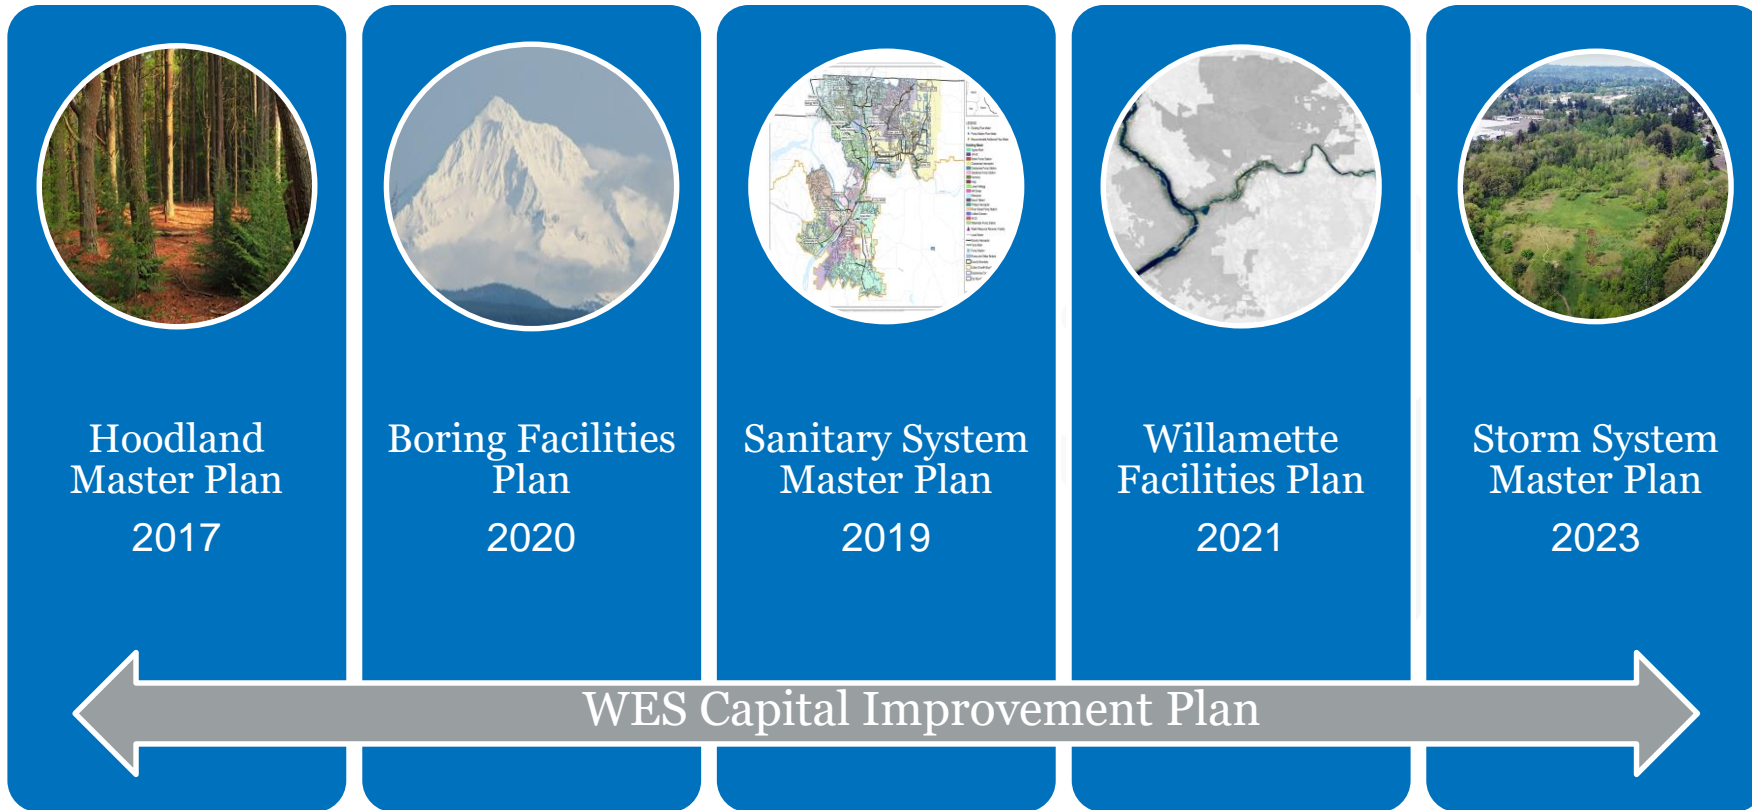 Hoodland
Master Plan
2017
Boring Facilities
Plan
2020
Sanitary System
Master Plan
2019
Willamette
Facilities Plan
2021
Storm System
Master Plan
2023
WES Capital Improvement Plan